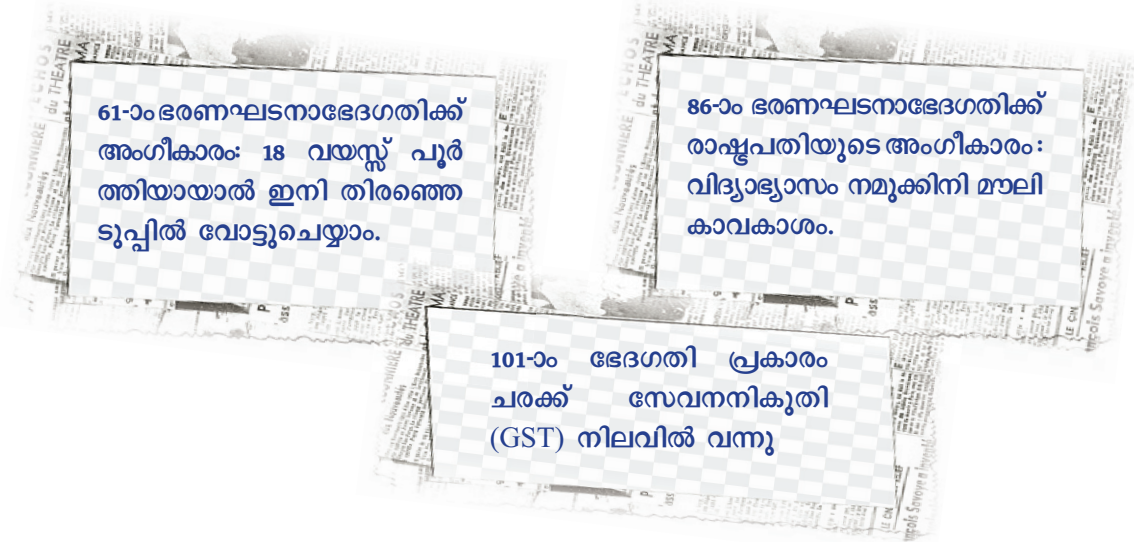 61-ാം ഭരണഘടനാഭേദഗതിക്ക്
അംഗീകാരം: 18 വയസ്സ് പൂർ
ത്തിയായാൽ ഇനി തിരഞ്ഞെ
ടുപ്പിൽ വോട്ടുചെയ്യാം.
86-ാം ഭരണഘടനാഭേദഗതിക്ക്
രാഷ്ട്രപതിയുടെ അംഗീകാരം :
വിദ്യാഭ്യാസം നമുക്കിനി മൗലി
കാവകാശം.
101-ാം ഭേദഗതി പ്രകാരം
ചരക്ക് സേവനനികുതി
(GST) നിലവിൽ വന്നു